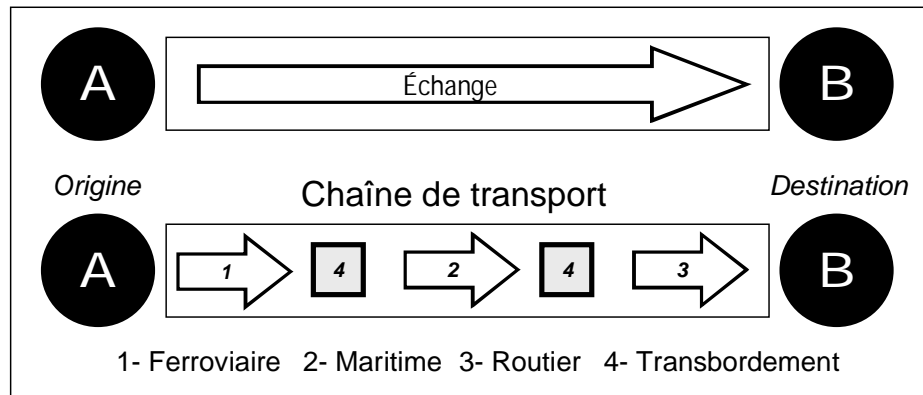 A Échange B
Origine Chaîne de transport Destination
A 1 4 2 4 3 B
1- Ferroviaire 2- Maritime 3- Routier 4- Transbordement